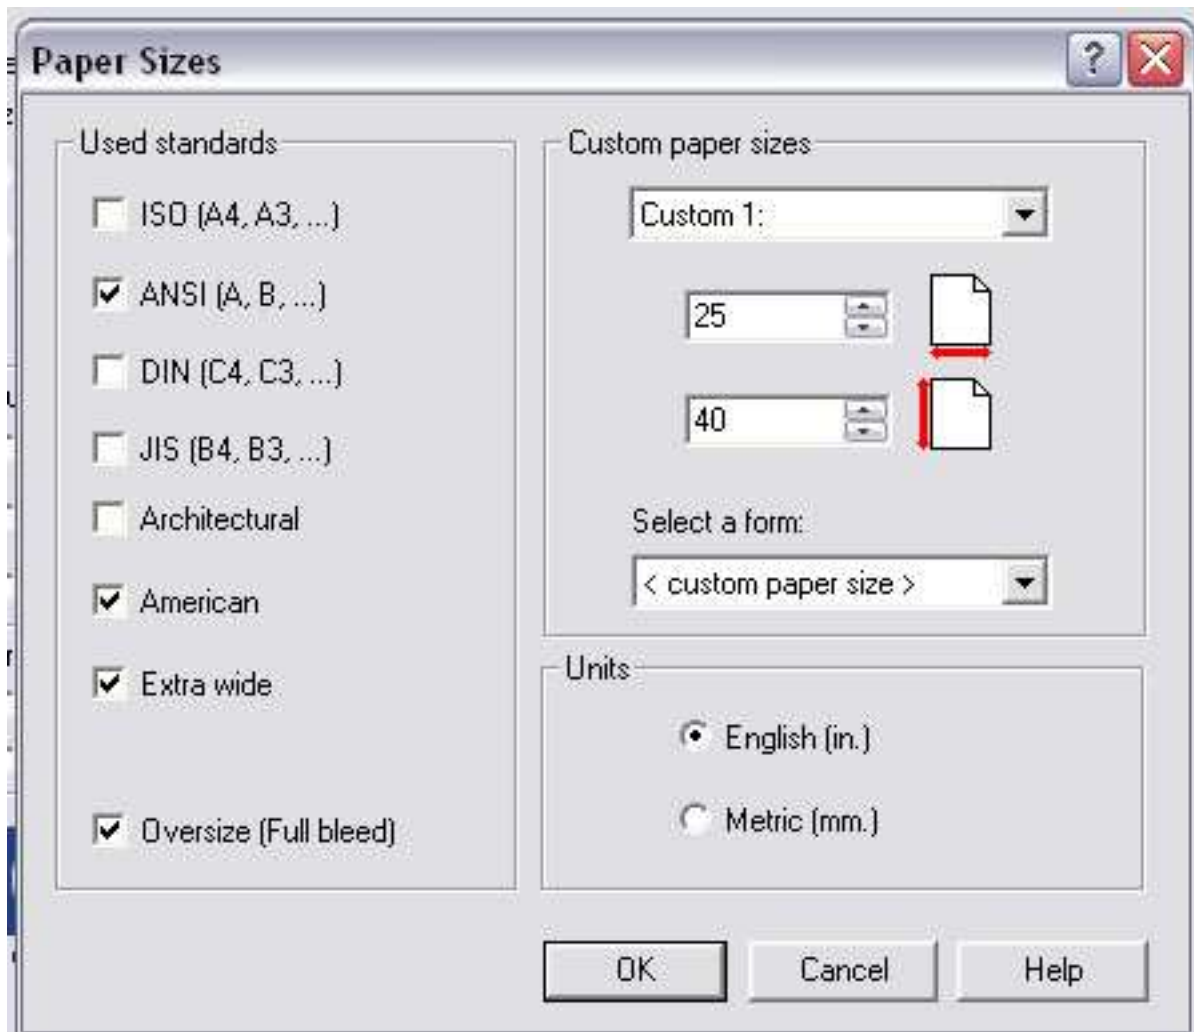 Paper Sizes
?
Used standards
ISO (A4, A3, ...)
ANSI (A, B, ...)
DIN (C4, C3, ...)
JIS (B4, B3, ...)
Architectural
American
Extra wide
Oversize (Full bleed)
Custom paper sizes
Custom 1:
25
40
Select a form:
< custom paper size >
Units
English (in.)
Metric (mm.)
OK
Cancel
Help